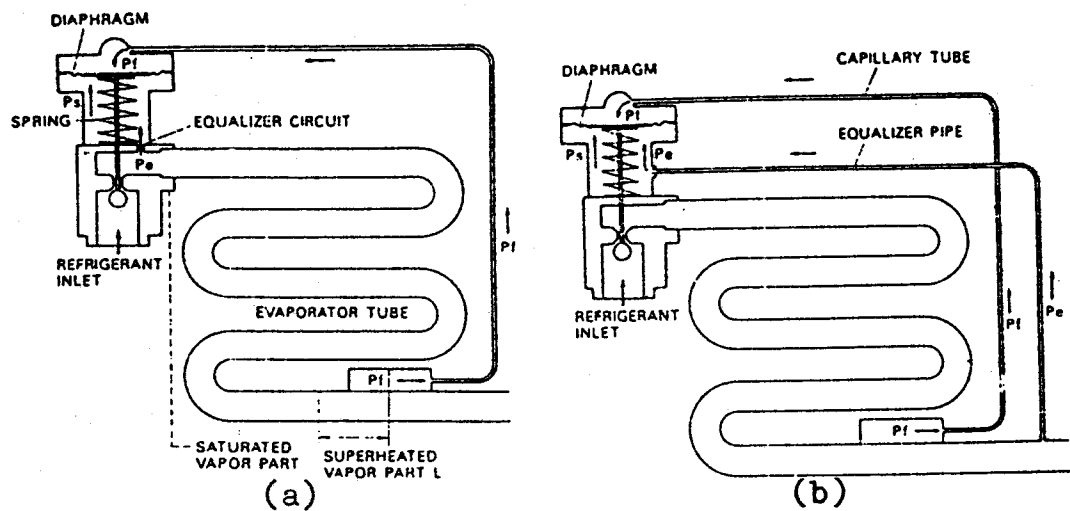 DIAPHRAGM
Pf
Ps
SPRING
EQUALIZER CIRCUIT
Pe
REFRIGERANT
INLET
EVAPORATOR TUBE
Pf
Pf
SATURATED
VAPOR PART
SUPERHEATED
VAPOR PART L
(a)
CAPILLARY TUBE
DIAPHRAGM
Pf
EQUALIZER PIPE
Ps
Pe
REFRIGERANT
INLET
Pf
Pe
Pf
(b)